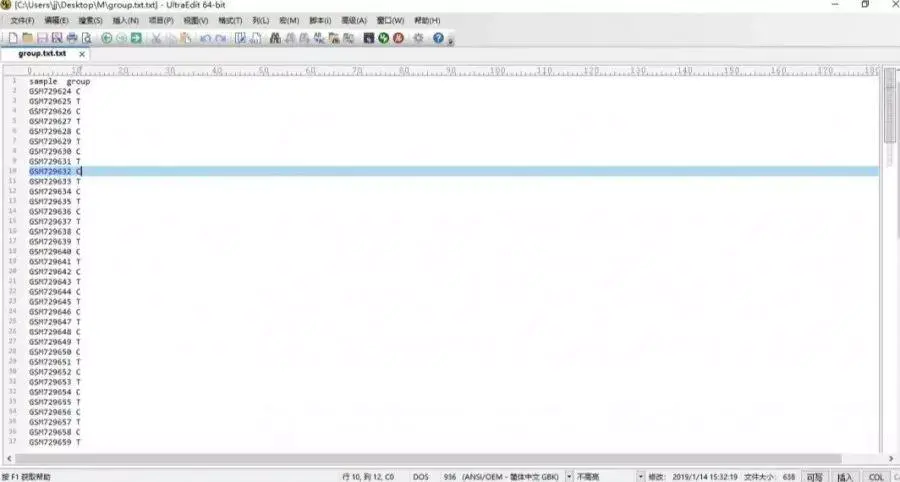 [C:\Users\jj\Desktop\M\group.txt.txt] - UltraEdit 64-bit
文件(F) 编辑(E) 搜索(S) 插入(N) 项目(P) 视图(V) 格式(T) 列(L) 宏(M) 脚本(i) 高级(A) 窗口(W) 帮助(H)
group.txt.txt
0 10 20 30 40 50 60 70 80 90 100 110 120 130 140 150 160 170 180
1 sample group
2 GSM729624 C
3 GSM729625 T
4 GSM729626 C
5 GSM729627 T
6 GSM729628 C
7 GSM729629 T
8 GSM729630 C
9 GSM729631 T
10 GSM729632 C
11 GSM729633 T
12 GSM729634 C
13 GSM729635 T
14 GSM729636 C
15 GSM729637 T
16 GSM729638 C
17 GSM729639 T
18 GSM729640 C
19 GSM729641 T
20 GSM729642 C
21 GSM729643 T
22 GSM729644 C
23 GSM729645 T
24 GSM729646 C
25 GSM729647 T
26 GSM729648 C
27 GSM729649 T
28 GSM729650 C
29 GSM729651 T
30 GSM729652 C
31 GSM729653 T
32 GSM729654 C
33 GSM729655 T
34 GSM729656 C
35 GSM729657 T
36 GSM729658 C
37 GSM729659 T
按 F1 获取帮助 行 10, 列 12, C0 DOS 936 (ANSI/OEM - 简体中文 GBK) 不高亮 修改: 2019/1/14 15:32:19 文件大小: 638 可写 插入 COL